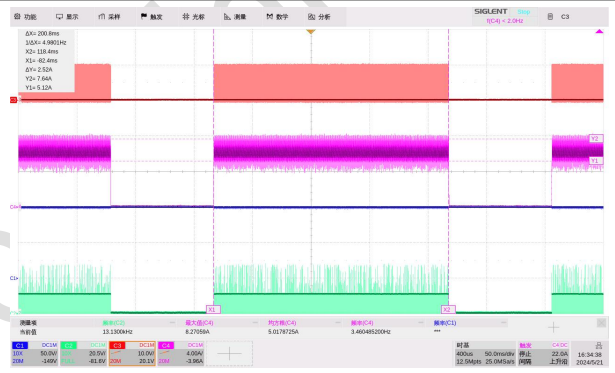 功能 显示 采样 触发 光标 测量 数学 分析 SIGLENT Stop C3
f(C4) < 2.0Hz
ΔX= 200.8ms
1/ΔX= 4.9801Hz
X2= 118.4ms
X1= -82.4ms
ΔY= 2.52A
Y2= 7.64A
Y1= 5.12A
C3
Y2
Y1
C4
C1
X1 X2
测量项 频率(C2) 最大值(C4) 均方根(C4) 频率(C4) 频率(C1)
当前值 13.1300kHz 8.27059A 5.0178725A 3.460485200Hz ***
C1 DC1M C2 DC1M C3 DC1M C4 DC1M 时基 触发 C4 DC
10X 50.0V/ 20.5V/ 10.0V/ 4.00A/ 400us 50.0ms/div 停止 22.0A 16:34:38
20M -149V -81.6V 20M 20.1V 20M -3.96A 12.5Mpts 25.0MSa/s 间隔 上升沿 2024/5/21